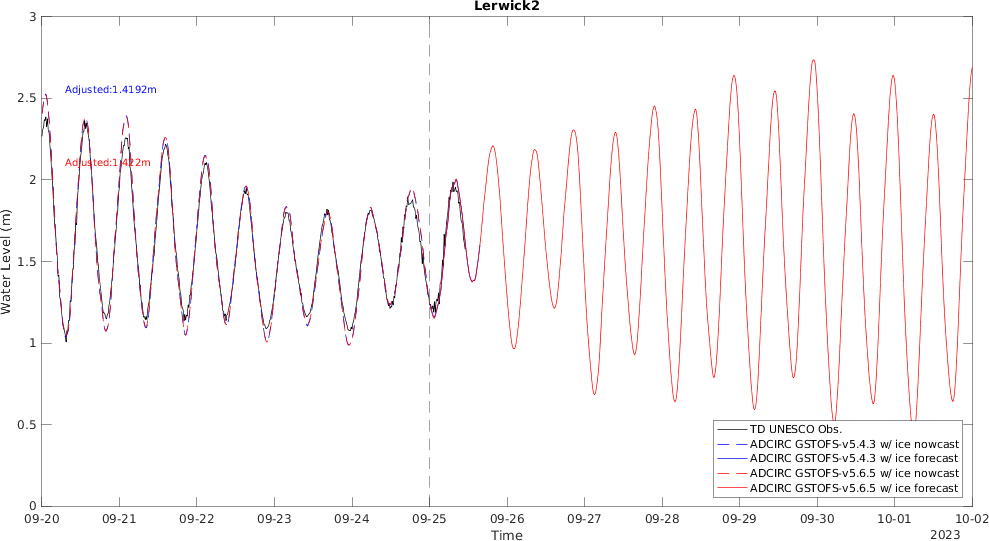 Lerwick2
Water Level (m)
3
2.5
2
1.5
1
0.5
0
Adjusted:1.4192m
Adjusted:1.422m
TD UNESCO Obs.
ADCIRC GSTOFS-v5.4.3 w/ ice nowcast
ADCIRC GSTOFS-v5.4.3 w/ ice forecast
ADCIRC GSTOFS-v5.6.5 w/ ice nowcast
ADCIRC GSTOFS-v5.6.5 w/ ice forecast
09-20 09-21 09-22 09-23 09-24 09-25 09-26 09-27 09-28 09-29 09-30 10-01 10-02
Time
2023